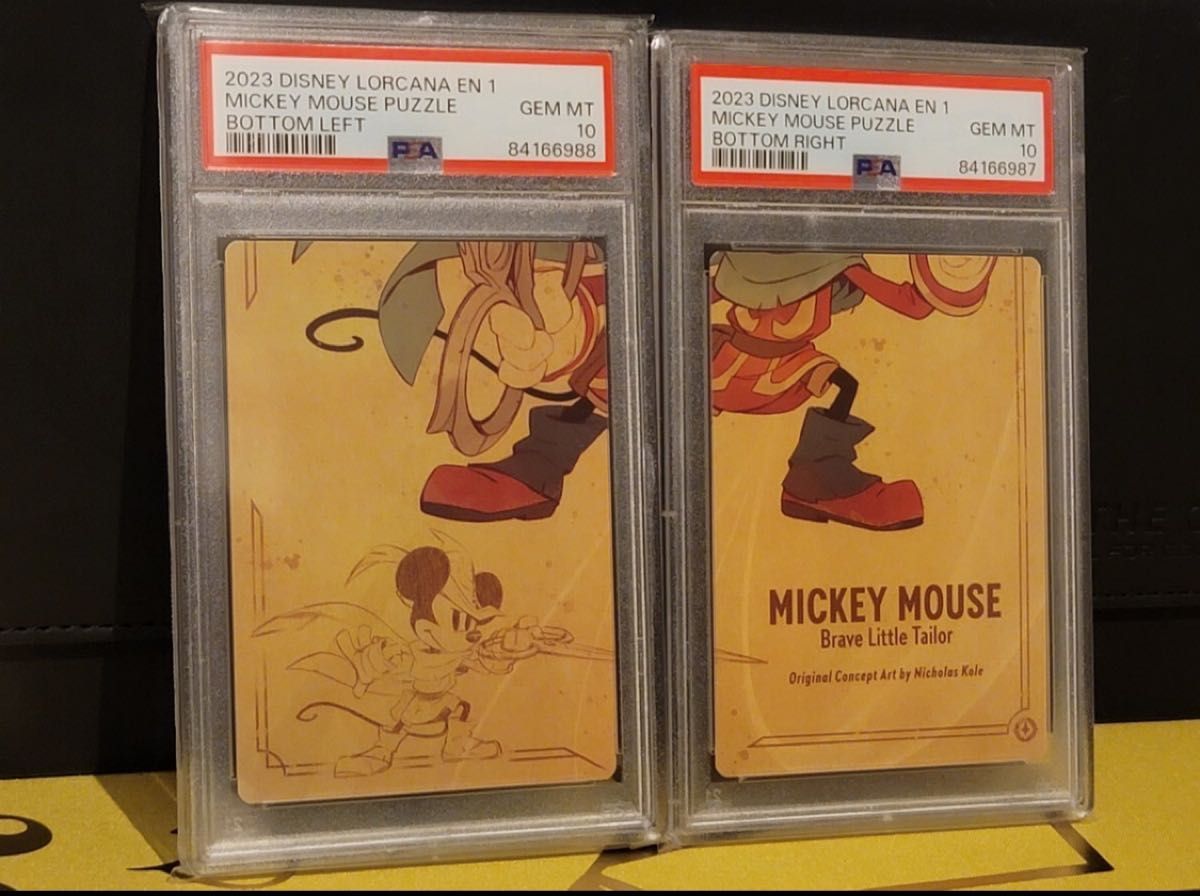 2023 DISNEY LORCANA EN 1
MICKEY MOUSE PUZZLE GEM MT
BOTTOM LEFT 10
PSA 84166988
2023 DISNEY LORCANA EN 1
MICKEY MOUSE PUZZLE GEM MT
BOTTOM RIGHT 10
PSA 84166987
MICKEY MOUSE
Brave Little Tailor
Original Concept Art by Nicholas Kole
THE